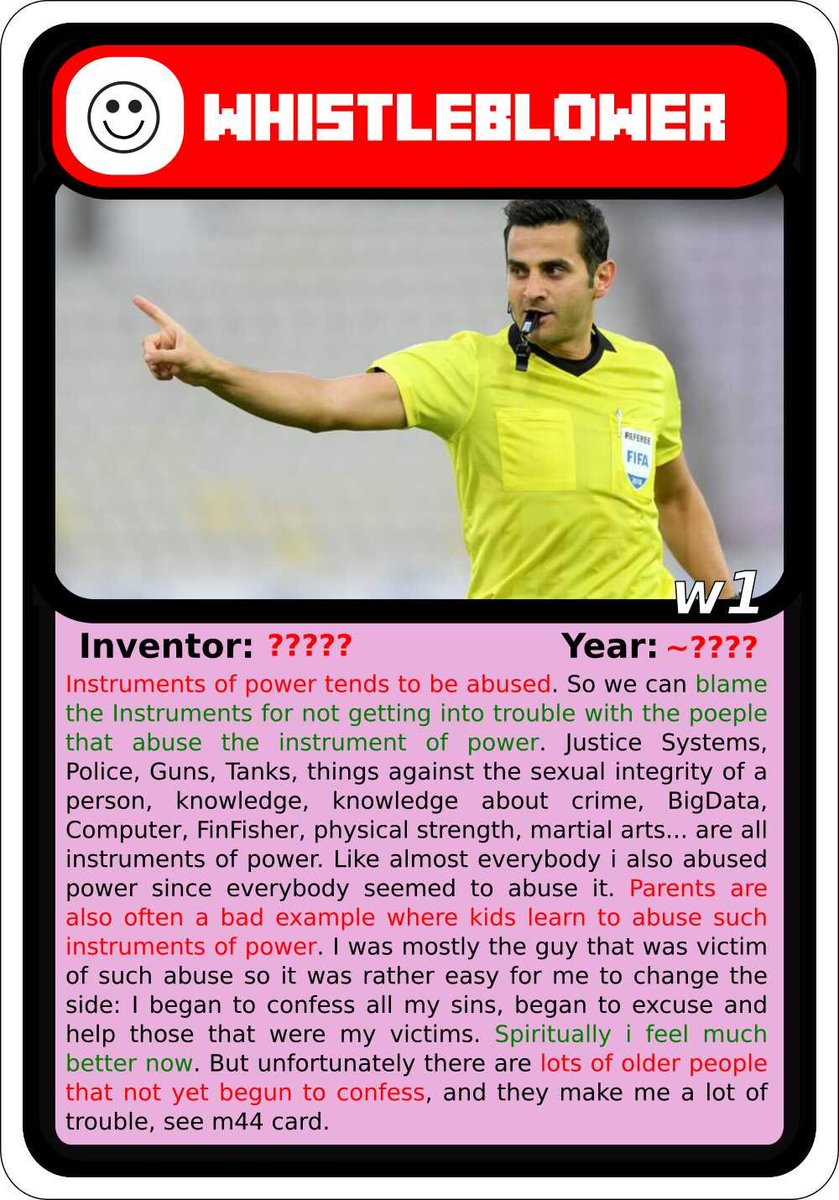 WHISTLEBLOWER
REFEREE
FIFA
w1
Inventor: ?????
Year: ~????
Instruments of power tends to be abused. So we can blame
the Instruments for not getting into trouble with the poeple
that abuse the instrument of power. Justice Systems,
Police, Guns, Tanks, things against the sexual integrity of a
person, knowledge, knowledge about crime, BigData,
Computer, FinFisher, physical strength, martial arts... are all
instruments of power. Like almost everybody i also abused
power since everybody seemed to abuse it. Parents are
also often a bad example where kids learn to abuse such
instruments of power. I was mostly the guy that was victim
of such abuse so it was rather easy for me to change the
side: I began to confess all my sins, began to excuse and
help those that were my victims. Spiritually i feel much
better now. But unfortunately there are lots of older people
that not yet begun to confess, and they make me a lot of
trouble, see m44 card.